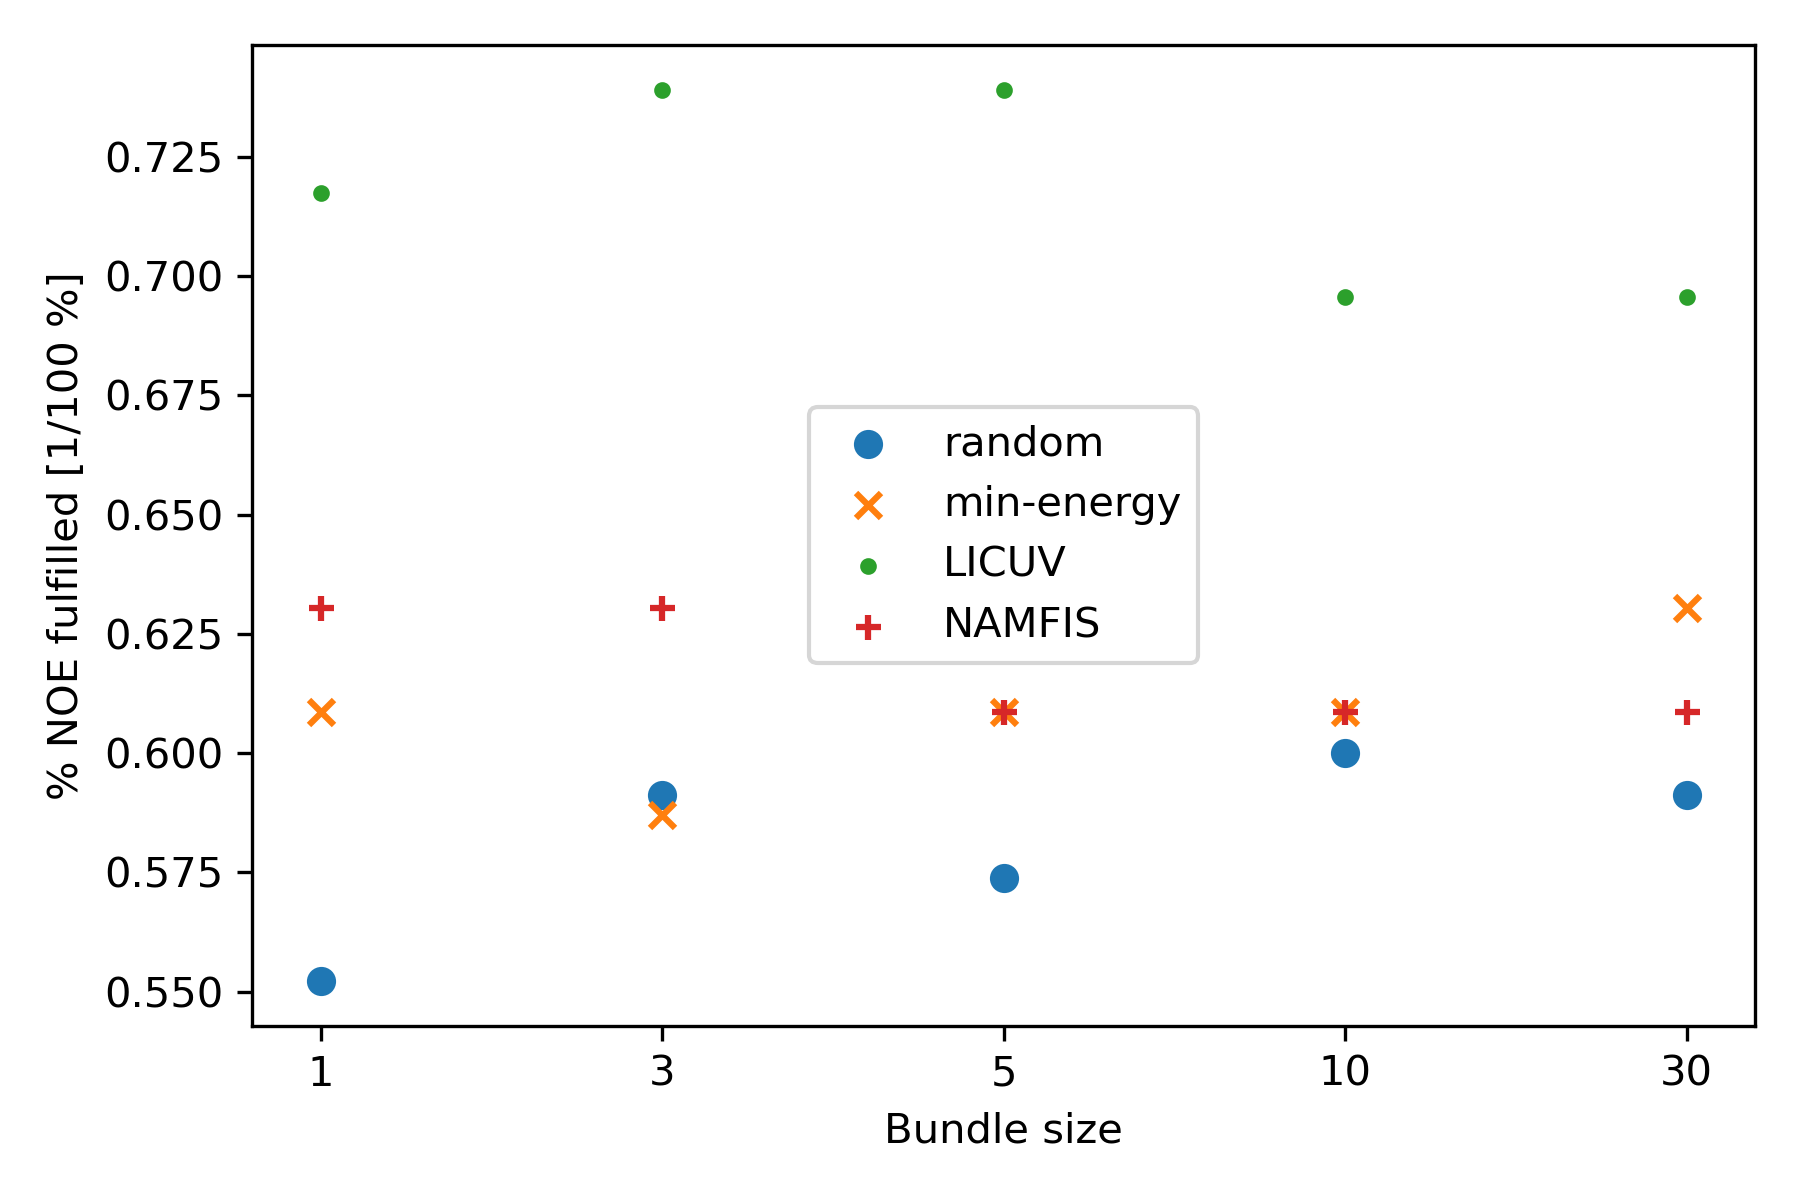 % NOE fulfilled [1/100 %]
0.725
0.700
0.675
0.650
0.625
0.600
0.575
0.550
random
min-energy
LICUV
NAMFIS
1 3 5 10 30
Bundle size